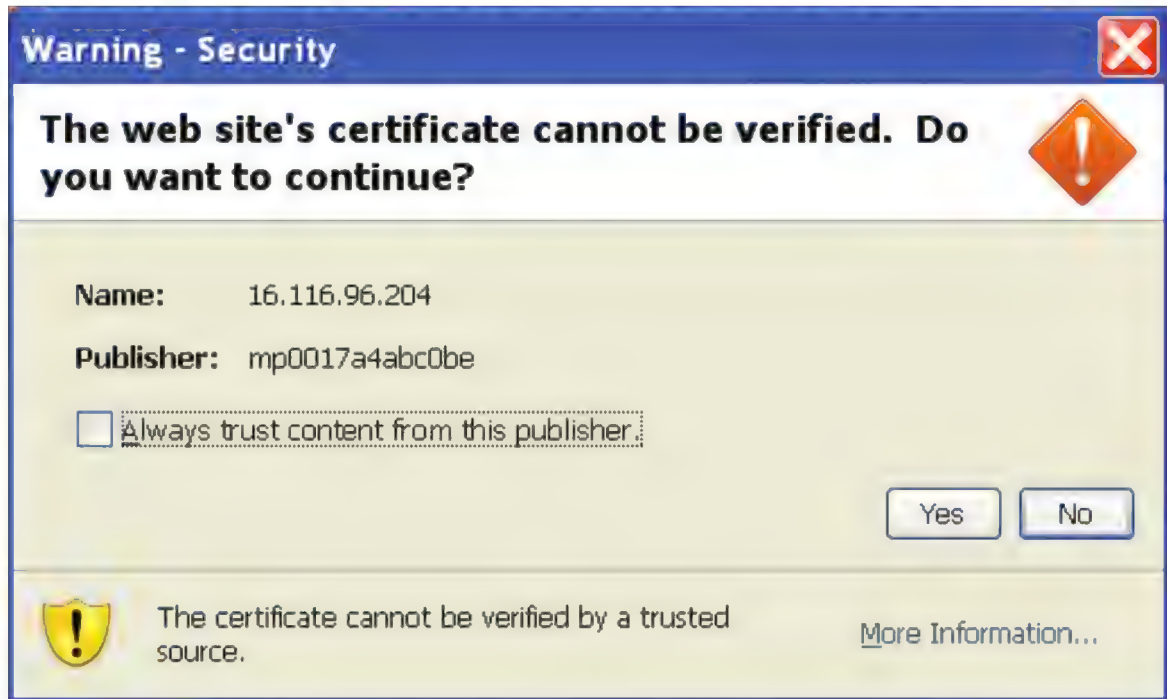 Warning - Security
The web site's certificate cannot be verified.  Do
you want to continue?
Name: 16.116.96.204
Publisher: mp0017a4abc0be
Always trust content from this publisher.
Yes No
The certificate cannot be verified by a trusted
source.
More Information...